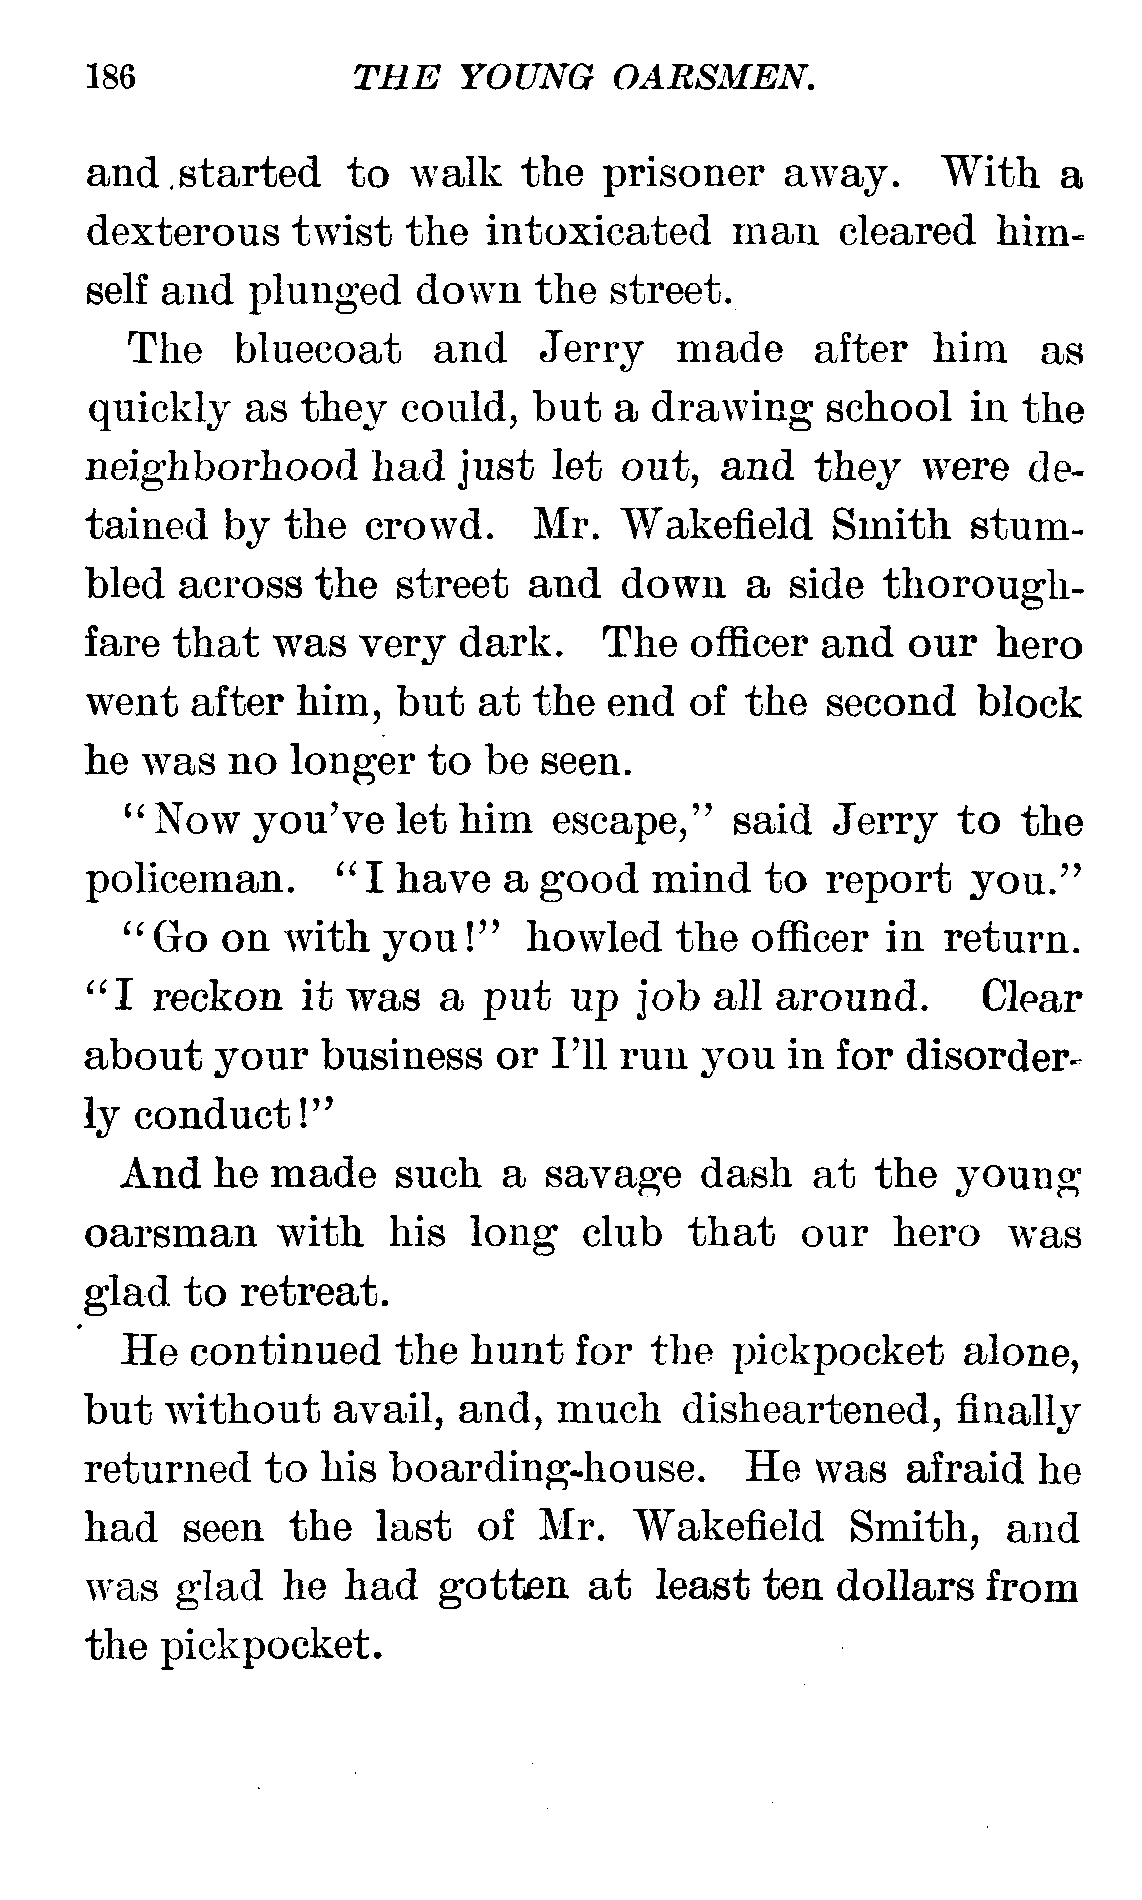 186 THE YOUNG OARSMEN.
and started to walk the prisoner away. With a
dexterous twist the intoxicated man cleared him-
self and plunged down the street.
The bluecoat and Jerry made after him as
quickly as they could, but a drawing school in the
neighborhood had just let out, and they were de-
tained by the crowd. Mr. Wakefield Smith stum-
bled across the street and down a side thorough-
fare that was very dark. The officer and our hero
went after him, but at the end of the second block
he was no longer to be seen.
“Now you’ve let him escape,” said Jerry to the
policeman. “I have a good mind to report you.”
“Go on with you!” howled the officer in return.
“I reckon it was a put up job all around. Clear
about your business or I’ll run you in for disorder-
ly conduct!”
And he made such a savage dash at the young
oarsman with his long club that our hero was
glad to retreat.
He continued the hunt for the pickpocket alone,
but without avail, and, much disheartened, finally
returned to his boarding-house. He was afraid he
had seen the last of Mr. Wakefield Smith, and
was glad he had gotten at least ten dollars from
the pickpocket.